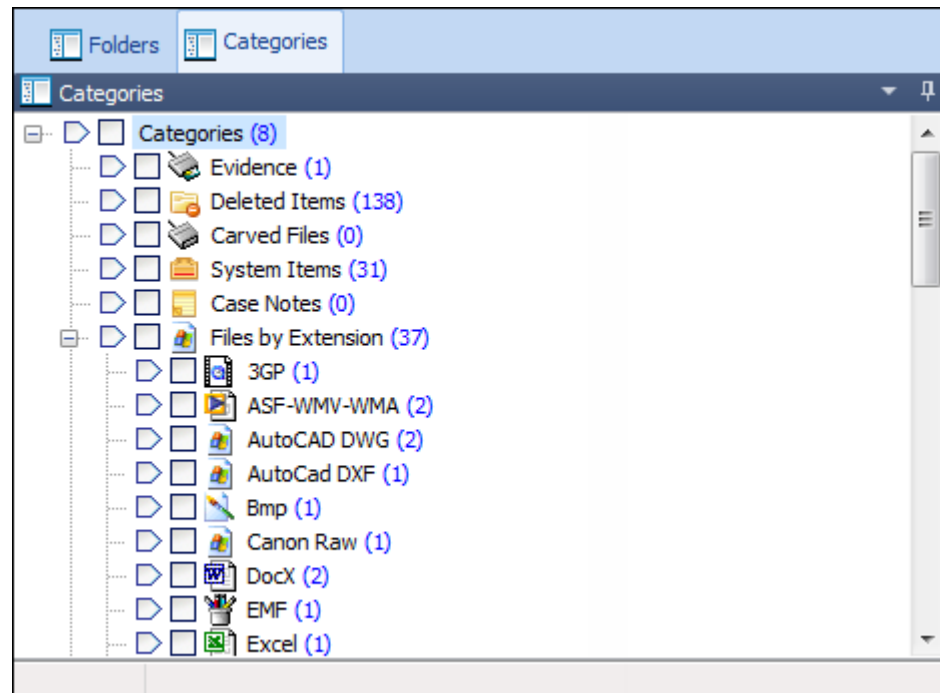 Folders Categories
Categories
Categories (8)
Evidence (1)
Deleted Items (138)
Carved Files (0)
System Items (31)
Case Notes (0)
Files by Extension (37)
3GP (1)
ASF-WMV-WMA (2)
AutoCAD DWG (2)
AutoCad DXF (1)
Bmp (1)
Canon Raw (1)
DocX (2)
EMF (1)
Excel (1)